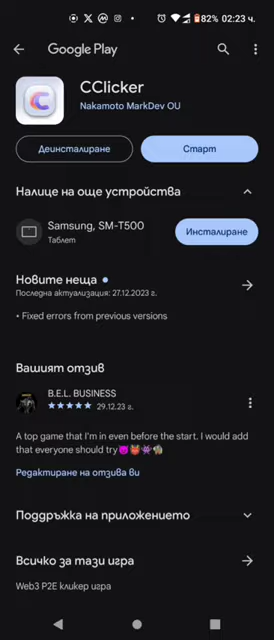 82% 02:23 ч.
Google Play
CClicker
Nakamoto MarkDev OU
Деинсталиране
Старт
Налице на още устройства
Samsung, SM-T500
Таблет
Инсталиране
Новите неща
Последна актуализация: 27.12.2023 г.
• Fixed errors from previous versions
Вашият отзив
B.E.L. BUSINESS
★★★★★ 29.12.23 г.
A top game that I'm in even before the start. I would add
that everyone should try😈👹👾🐗
Редактиране на отзива ви
Поддръжка на приложението
Всичко за тази игра
Web3 P2E кликер игра